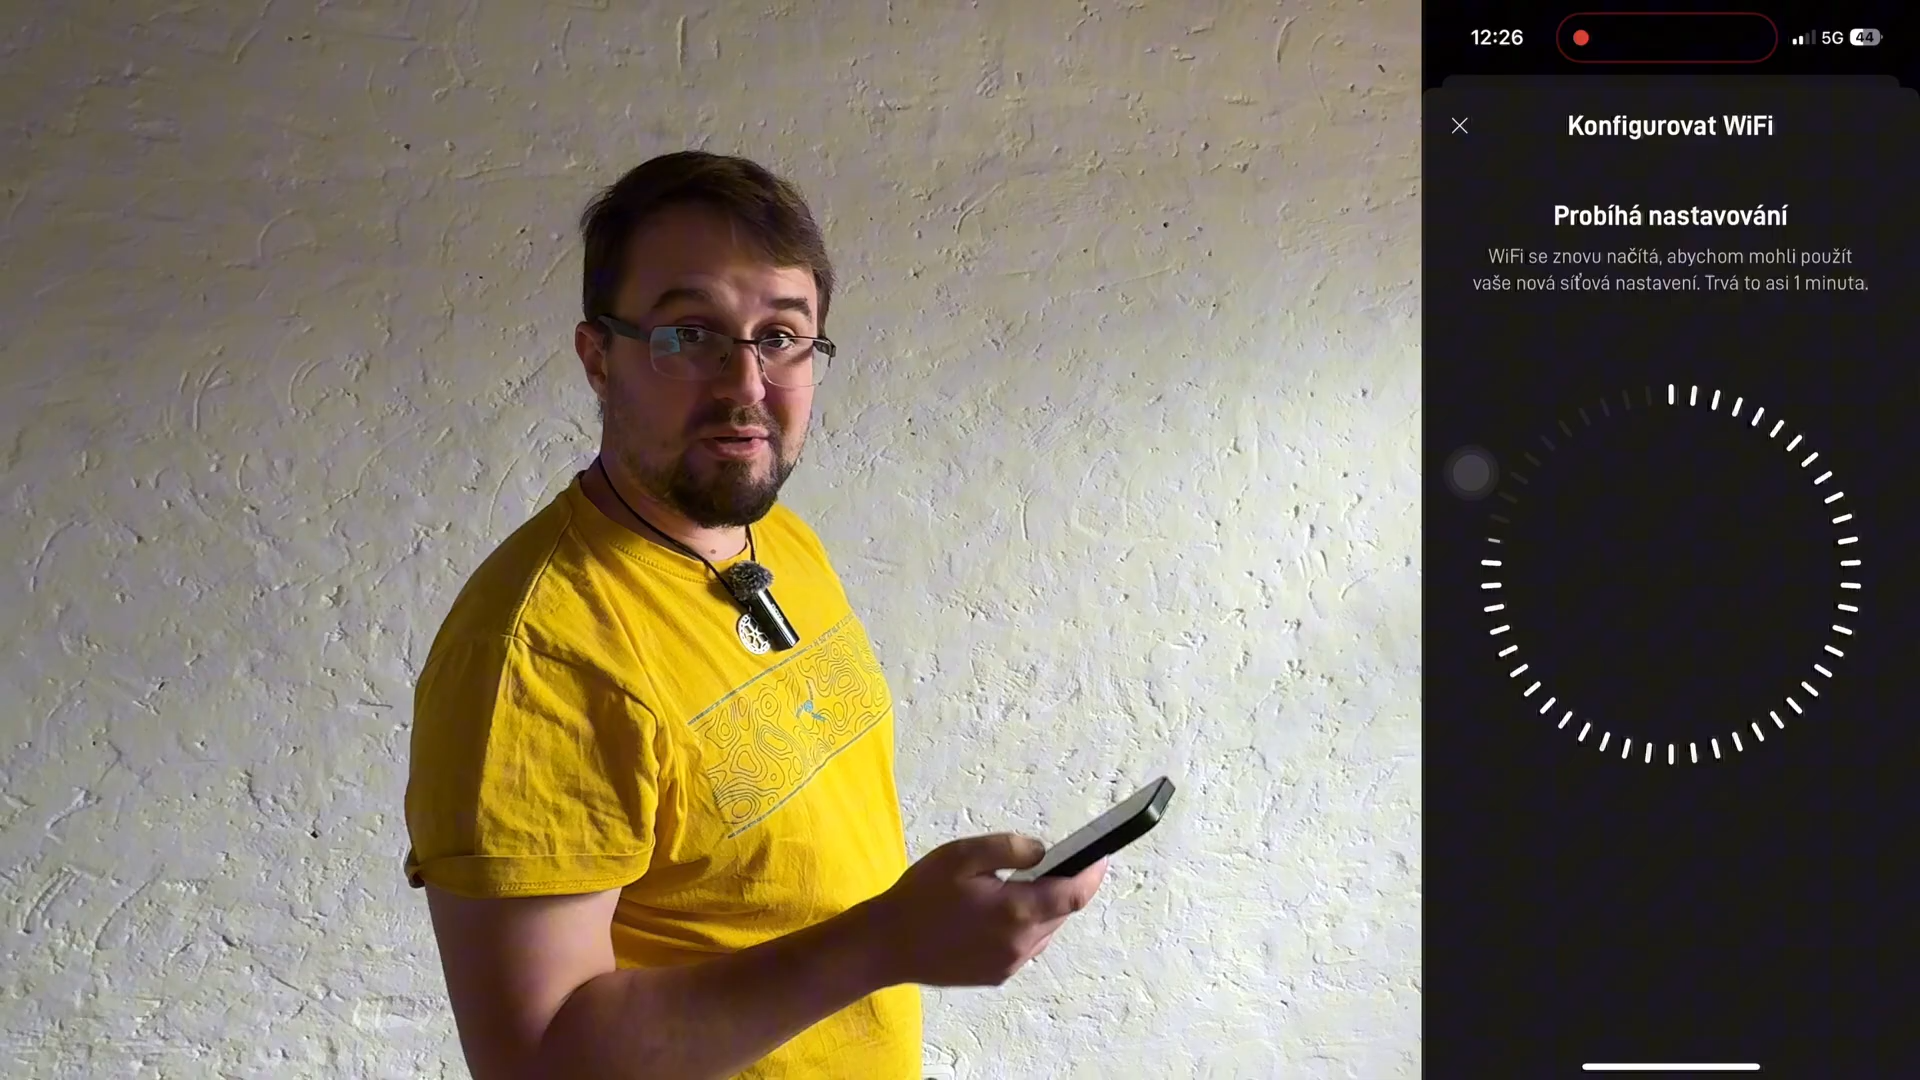 12:26
5G
44
Konfigurovat WiFi
Probíhá nastavování
WiFi se znovu načítá, abychom mohli použít
vaše nová síťová nastavení. Trvá to asi 1 minuta.